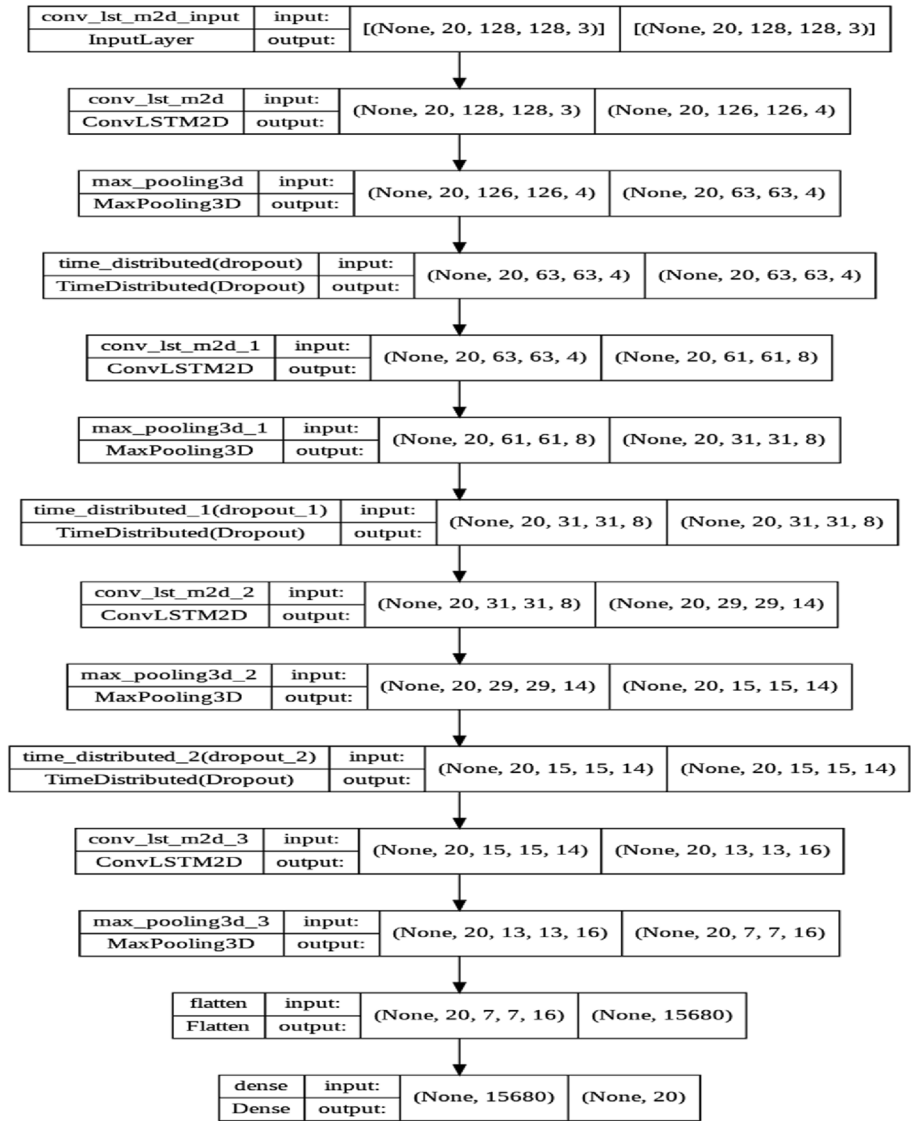 conv_lst_m2d_input input: [(None, 20, 128, 128, 3)] [(None, 20, 128, 128, 3)]
InputLayer output:
conv_lst_m2d input: (None, 20, 128, 128, 3) (None, 20, 126, 126, 4)
ConvLSTM2D output:
max_pooling3d input: (None, 20, 126, 126, 4) (None, 20, 63, 63, 4)
MaxPooling3D output:
time_distributed(dropout) input: (None, 20, 63, 63, 4) (None, 20, 63, 63, 4)
TimeDistributed(Dropout) output:
conv_lst_m2d_1 input: (None, 20, 63, 63, 4) (None, 20, 61, 61, 8)
ConvLSTM2D output:
max_pooling3d_1 input: (None, 20, 61, 61, 8) (None, 20, 31, 31, 8)
MaxPooling3D output:
time_distributed_1(dropout_1) input: (None, 20, 31, 31, 8) (None, 20, 31, 31, 8)
TimeDistributed(Dropout) output:
conv_lst_m2d_2 input: (None, 20, 31, 31, 8) (None, 20, 29, 29, 14)
ConvLSTM2D output:
max_pooling3d_2 input: (None, 20, 29, 29, 14) (None, 20, 15, 15, 14)
MaxPooling3D output:
time_distributed_2(dropout_2) input: (None, 20, 15, 15, 14) (None, 20, 15, 15, 14)
TimeDistributed(Dropout) output:
conv_lst_m2d_3 input: (None, 20, 15, 15, 14) (None, 20, 13, 13, 16)
ConvLSTM2D output:
max_pooling3d_3 input: (None, 20, 13, 13, 16) (None, 20, 7, 7, 16)
MaxPooling3D output:
flatten input: (None, 20, 7, 7, 16) (None, 15680)
Flatten output:
dense input: (None, 15680) (None, 20)
Dense output: